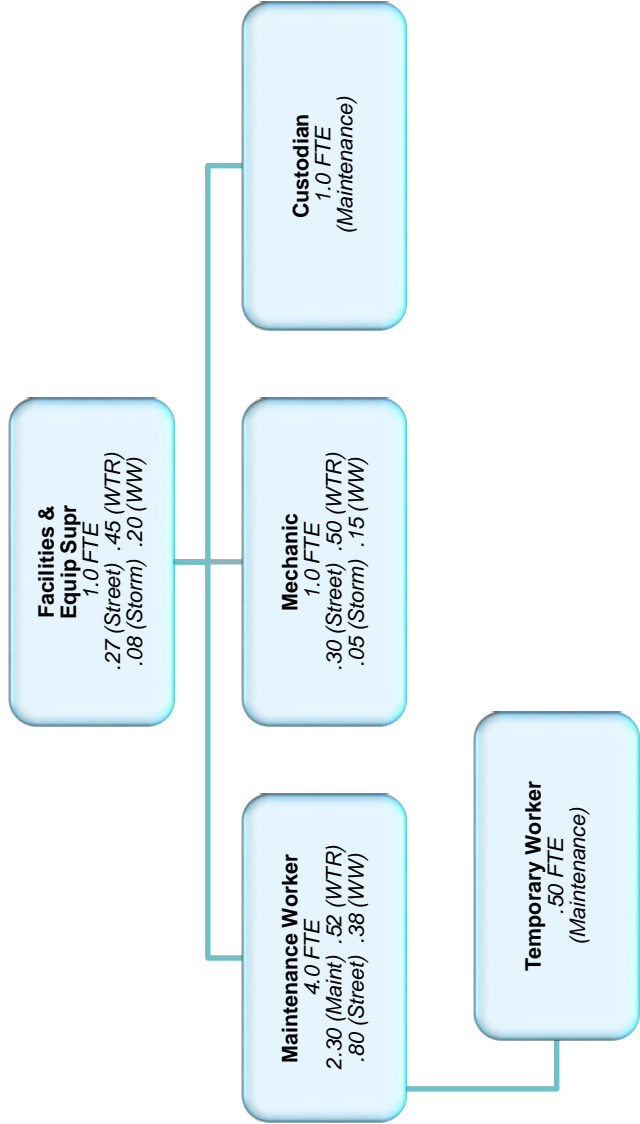 Facilities &
Equip Supr
1.0 FTE
.27 (Street) .45 (WTR)
.08 (Storm) .20 (WW)
Maintenance Worker
4.0 FTE
2.30 (Maint) .52 (WTR)
.80 (Street) .38 (WW)
Mechanic
1.0 FTE
.30 (Street) .50 (WTR)
.05 (Storm) .15 (WW)
Custodian
1.0 FTE
(Maintenance)
Temporary Worker
.50 FTE
(Maintenance)